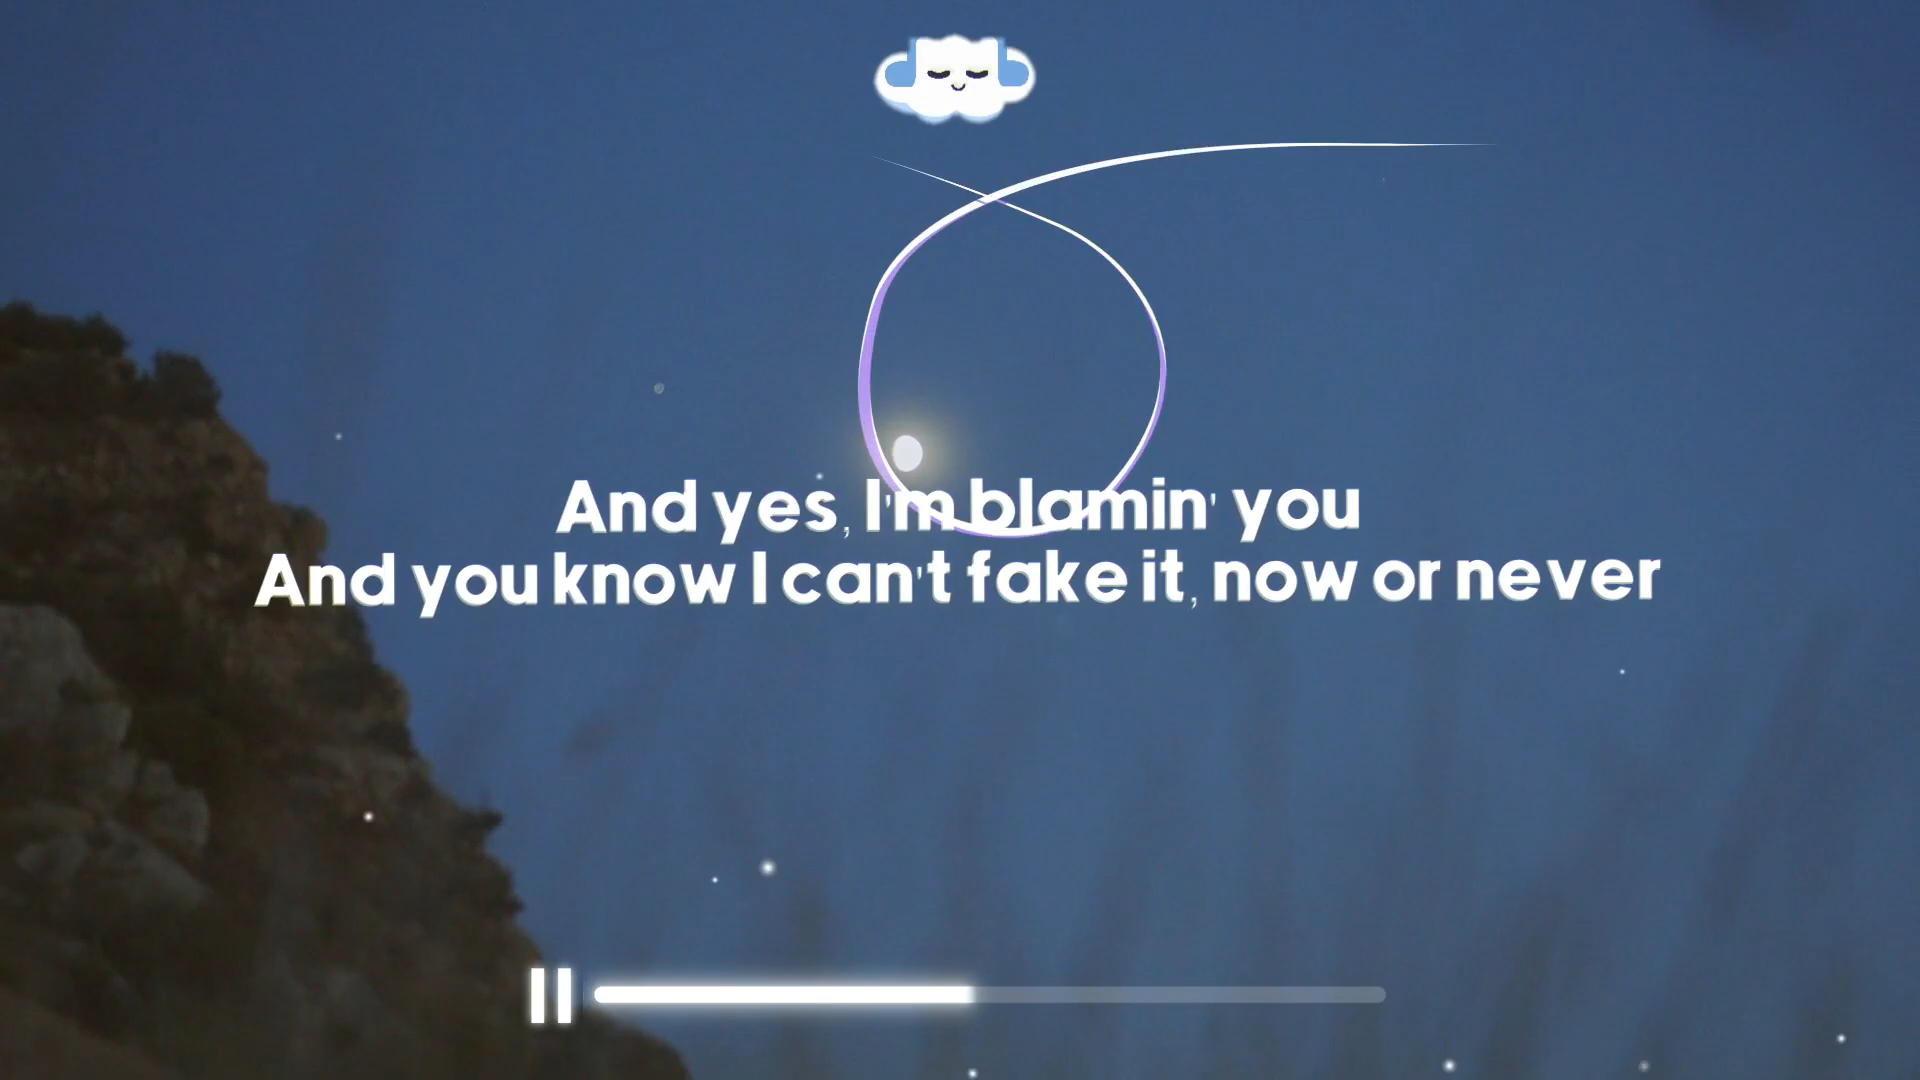 And yes, I'm blamin' you
And you know I can't fake it, now or never